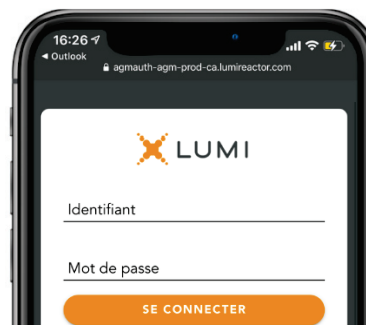 16:26
◀ Outlook
agmauth-agm-prod-ca.lumireactor.com
LUMI
Identifiant
Mot de passe
SE CONNECTER